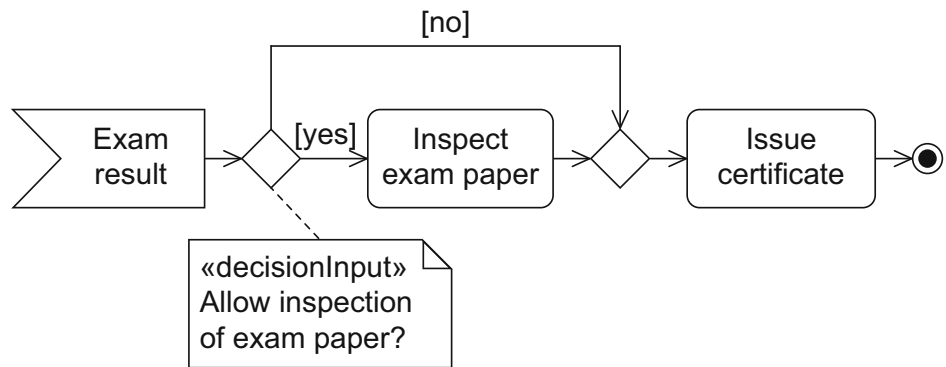 [no]
Exam
result
[yes]
Inspect
exam paper
Issue
certificate
«decisionInput»
Allow inspection
of exam paper?